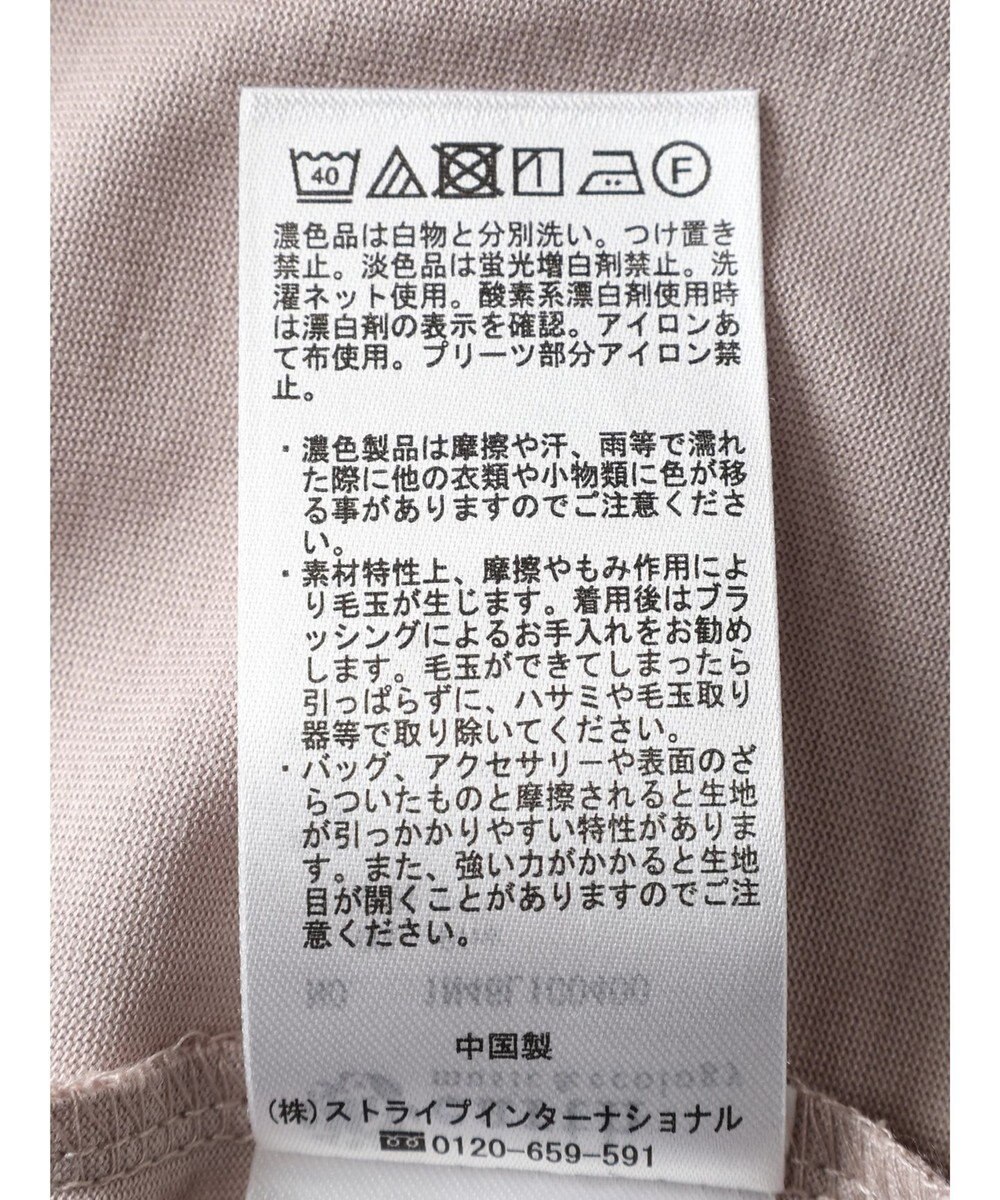 40 F
濃色品は白物と分別洗い。つけ置き
禁止。淡色品は蛍光増白剤禁止。洗
濯ネット使用。酸素系漂白剤使用時
は漂白剤の表示を確認。アイロンあ
て布使用。プリーツ部分アイロン禁
止。
・濃色製品は摩擦や汗、雨等で濡れ
た際に他の衣類や小物類に色が移
る事がありますのでご注意くださ
い。
・素材特性上、摩擦やもみ作用によ
り毛玉が生じます。着用後はブラ
ッシングによるお手入れをお勧め
します。毛玉ができてしまったら
引っぱらずに、ハサミや毛玉取り
器等で取り除いてください。
・バッグ、アクセサリーや表面のざ
らついたものと摩擦されると生地
が引っかかりやすい特性がありま
す。また、強い力がかかると生地
目が開くことがありますのでご注
意ください。
中国製
(株)ストライプインターナショナル
0120-659-591